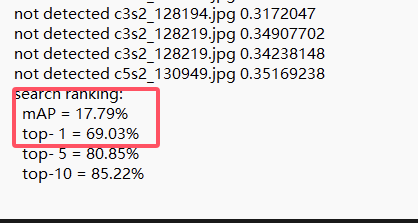 not detected c3s2_128194.jpg 0.3172047
not detected c3s2_128219.jpg 0.34907702
not detected c3s2_128219.jpg 0.34238148
not detected c5s2_130949.jpg 0.35169238
search ranking:
mAP = 17.79%
top- 1 = 69.03%
top- 5 = 80.85%
top-10 = 85.22%